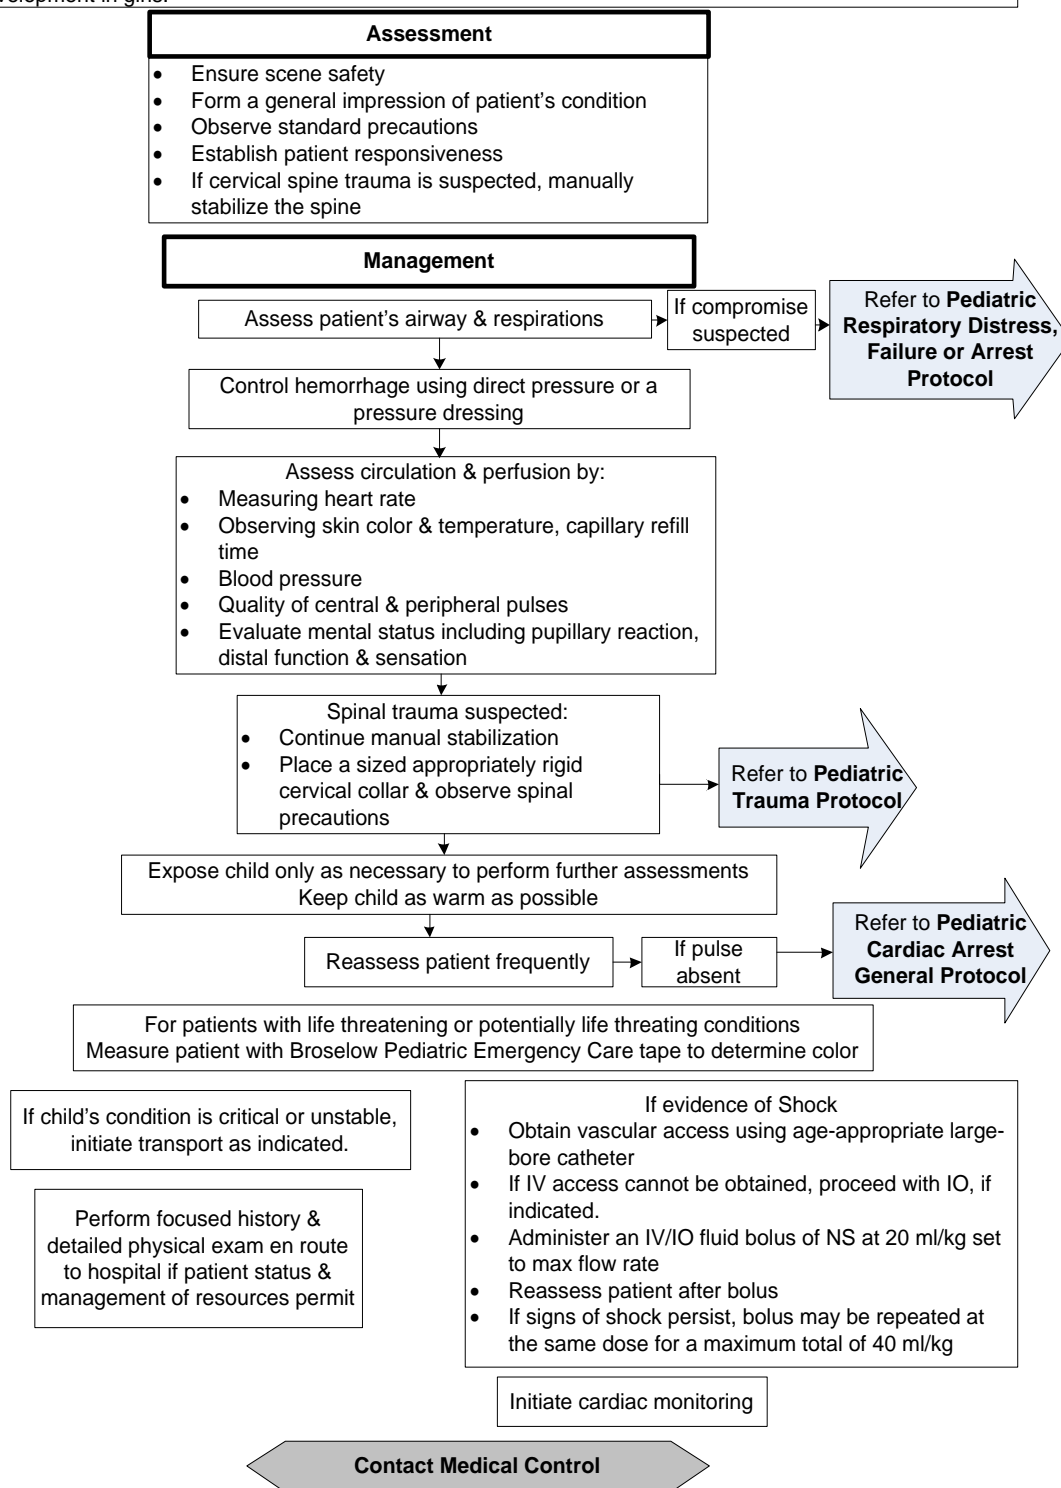 velopment in girls.
Assessment
• Ensure scene safety
• Form a general impression of patient's condition
• Observe standard precautions
• Establish patient responsiveness
• If cervical spine trauma is suspected, manually
stabilize the spine
Management
Assess patient's airway & respirations
If compromise
suspected
Refer to Pediatric
Respiratory Distress,
Failure or Arrest
Protocol
Control hemorrhage using direct pressure or a
pressure dressing
Assess circulation & perfusion by:
• Measuring heart rate
• Observing skin color & temperature, capillary refill
time
• Blood pressure
• Quality of central & peripheral pulses
• Evaluate mental status including pupillary reaction,
distal function & sensation
Spinal trauma suspected:
• Continue manual stabilization
• Place a sized appropriately rigid
cervical collar & observe spinal
precautions
Refer to Pediatric
Trauma Protocol
Expose child only as necessary to perform further assessments
Keep child as warm as possible
Reassess patient frequently
If pulse
absent
Refer to Pediatric
Cardiac Arrest
General Protocol
For patients with life threatening or potentially life threating conditions
Measure patient with Broselow Pediatric Emergency Care tape to determine color
If child's condition is critical or unstable,
initiate transport as indicated.
Perform focused history &
detailed physical exam en route
to hospital if patient status &
management of resources permit
If evidence of Shock
• Obtain vascular access using age-appropriate large-
bore catheter
• If IV access cannot be obtained, proceed with IO, if
indicated.
• Administer an IV/IO fluid bolus of NS at 20 ml/kg set
to max flow rate
• Reassess patient after bolus
• If signs of shock persist, bolus may be repeated at
the same dose for a maximum total of 40 ml/kg
Initiate cardiac monitoring
Contact Medical Control